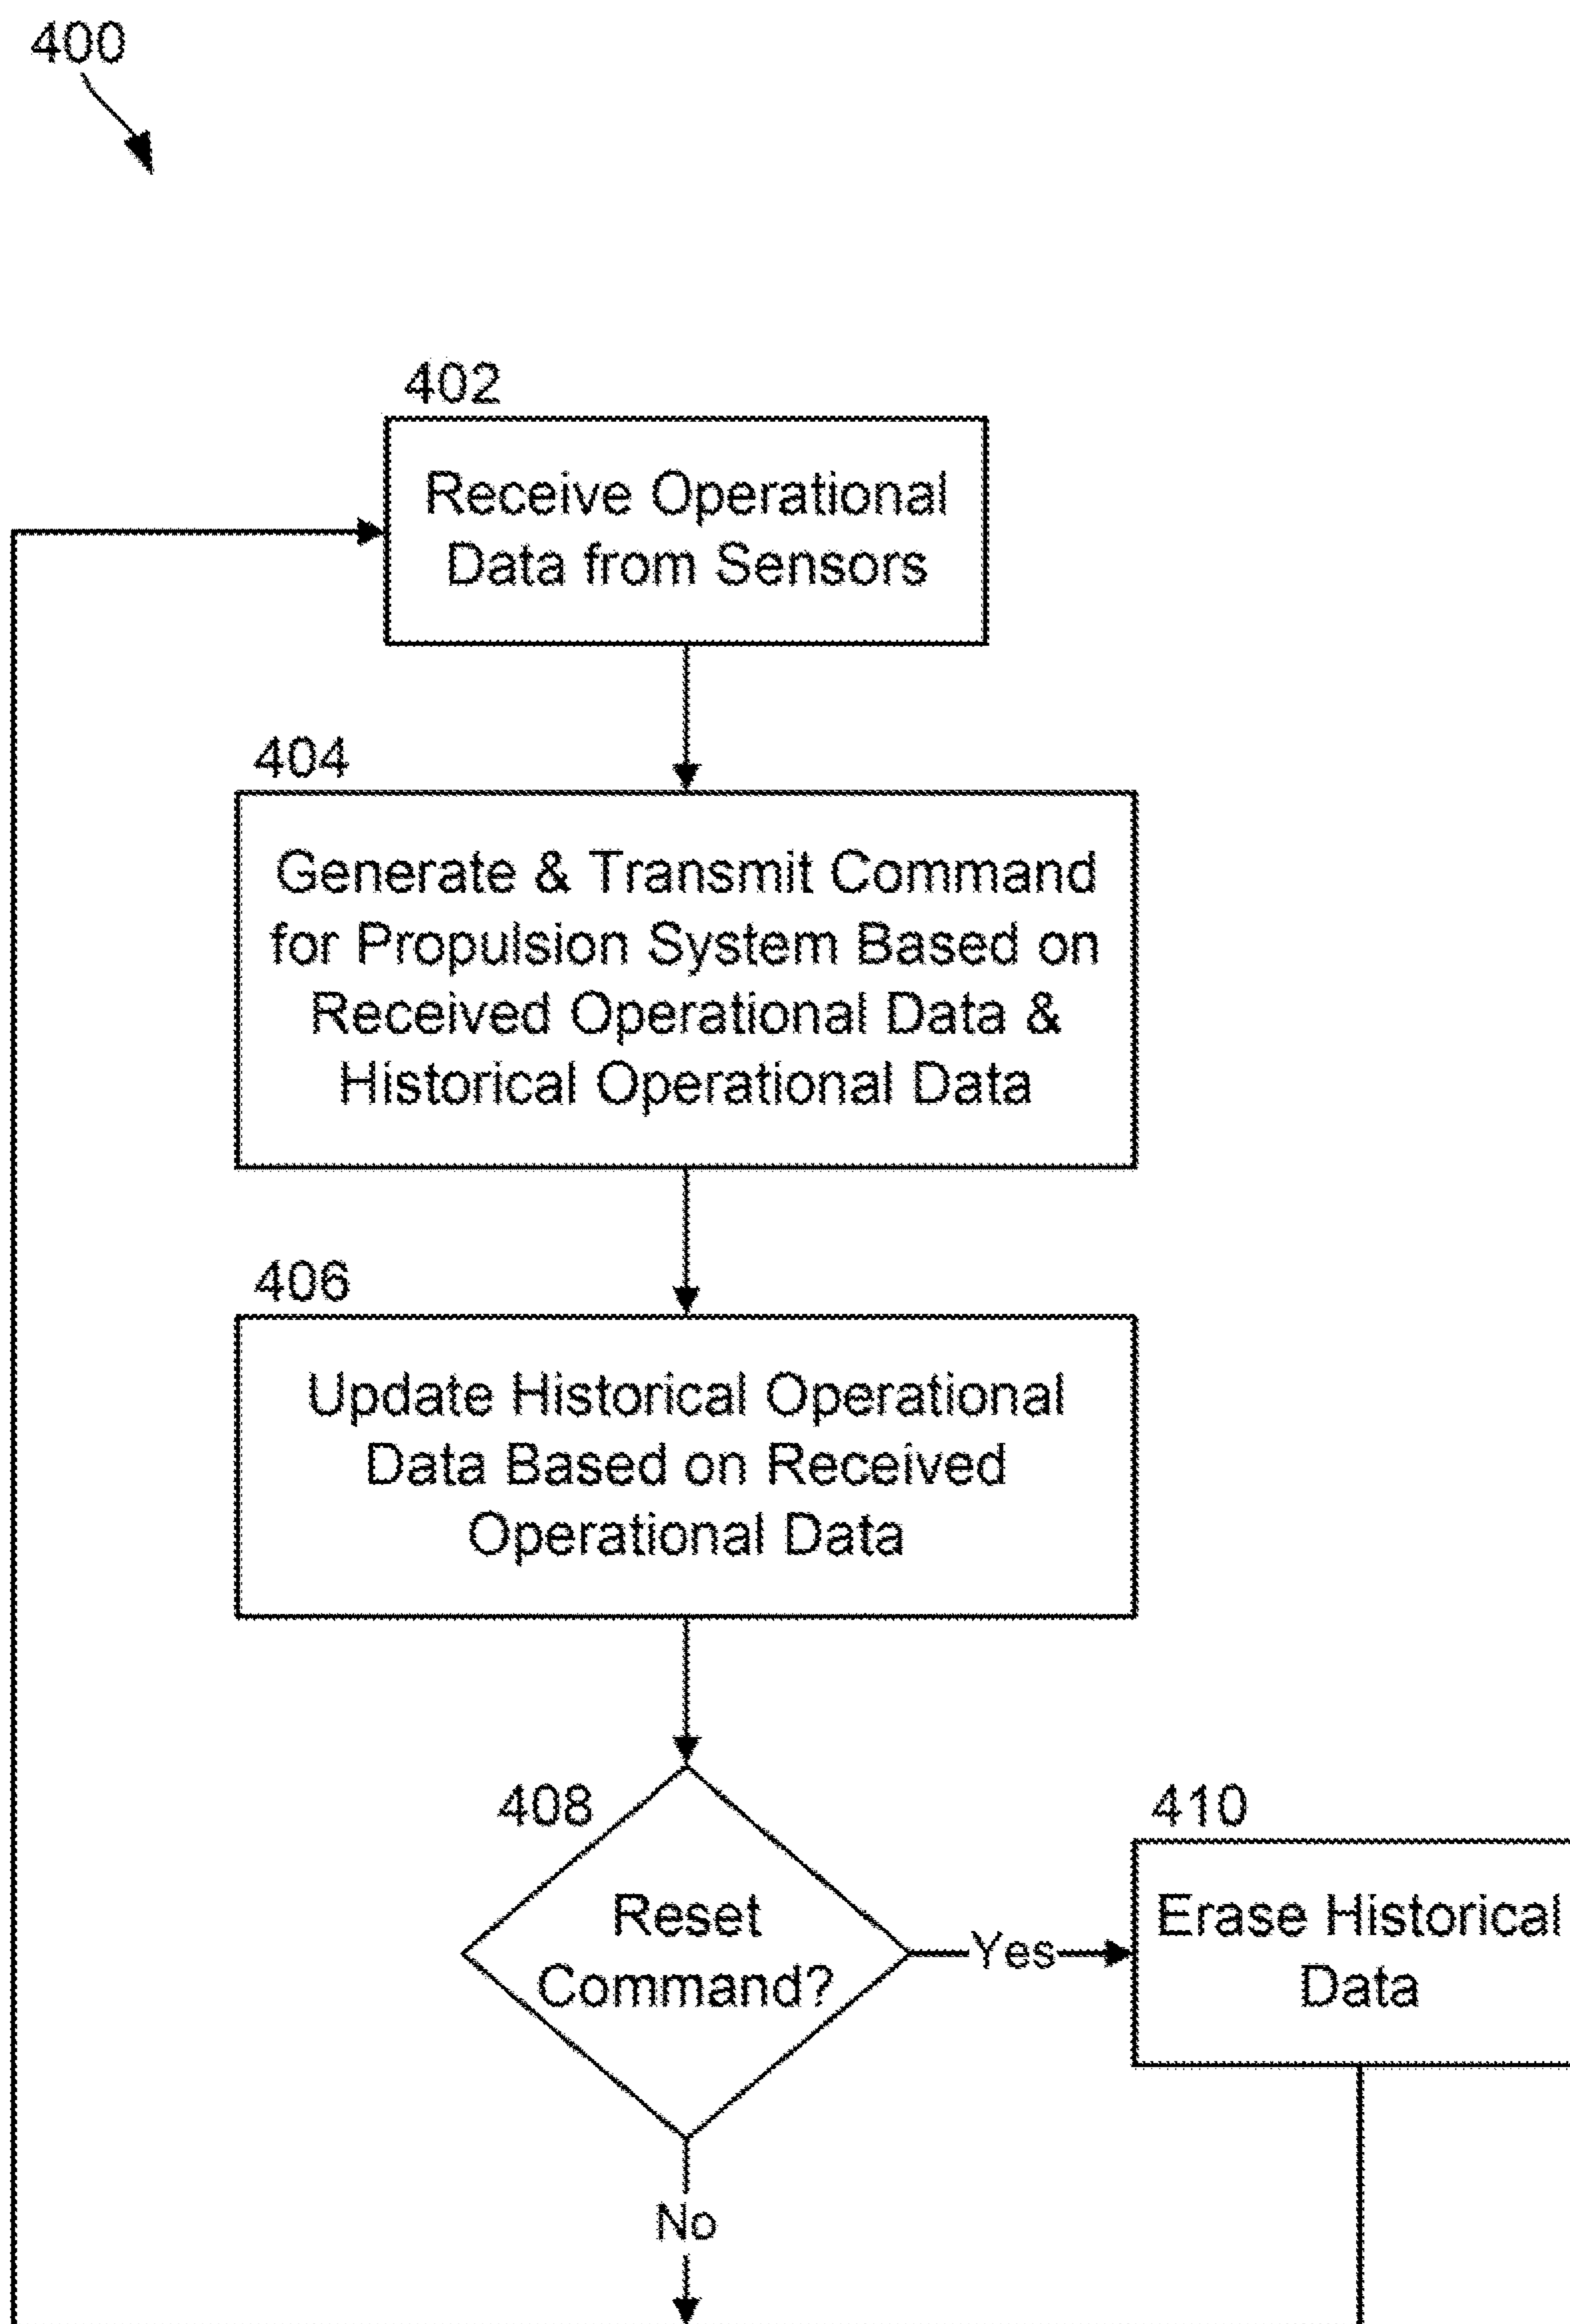 400
402
Receive Operational
Data from Sensors
404
Generate & Transmit Command
for Propulsion System Based on
Received Operational Data &
Historical Operational Data
406
Update Historical Operational
Data Based on Received
Operational Data
408
Reset
Command?
Yes
410
Erase Historical
Data
No